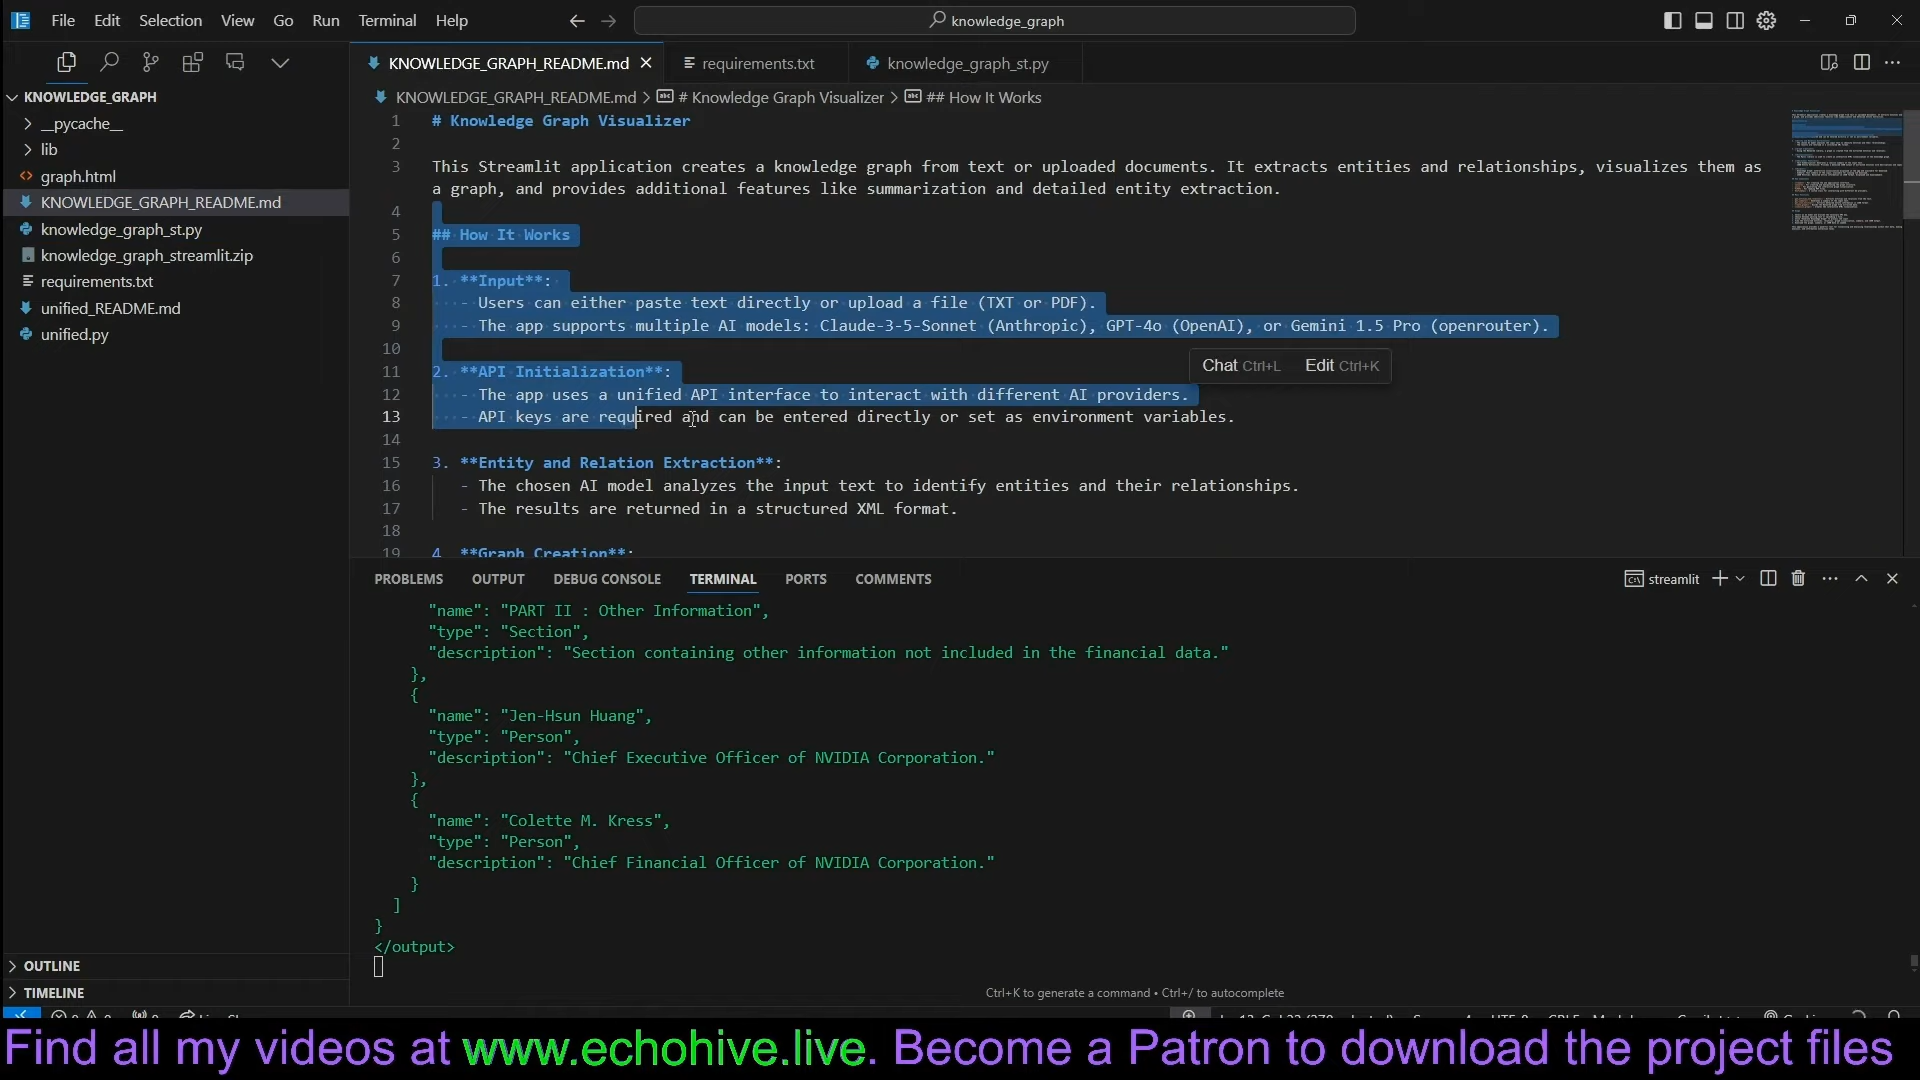 File Edit Selection View Go Run Terminal Help
knowledge_graph
KNOWLEDGE_GRAPH
__pycache__
lib
graph.html
KNOWLEDGE_GRAPH_README.md
knowledge_graph_st.py
knowledge_graph_streamlit.zip
requirements.txt
unified_README.md
unified.py
OUTLINE
TIMELINE
KNOWLEDGE_GRAPH_README.md requirements.txt knowledge_graph_st.py
KNOWLEDGE_GRAPH_README.md > # Knowledge Graph Visualizer > ## How It Works
1 # Knowledge Graph Visualizer
2
3 This Streamlit application creates a knowledge graph from text or uploaded documents. It extracts entities and relationships, visualizes them as
a graph, and provides additional features like summarization and detailed entity extraction.
4
5 ## How It Works
6
7 1. **Input**:
8 - Users can either paste text directly or upload a file (TXT or PDF).
9 - The app supports multiple AI models: Claude-3-5-Sonnet (Anthropic), GPT-4o (OpenAI), or Gemini 1.5 Pro (openrouter).
10
Chat Ctrl+L Edit Ctrl+K
11 2. **API Initialization**:
12 - The app uses a unified API interface to interact with different AI providers.
13 - API keys are required and can be entered directly or set as environment variables.
14
15 3. **Entity and Relation Extraction**:
16 - The chosen AI model analyzes the input text to identify entities and their relationships.
17 - The results are returned in a structured XML format.
18
19 4. **Graph Creation**:
PROBLEMS OUTPUT DEBUG CONSOLE TERMINAL PORTS COMMENTS
streamlit
"name": "PART II : Other Information",
"type": "Section",
"description": "Section containing other information not included in the financial data."
},
{
"name": "Jen-Hsun Huang",
"type": "Person",
"description": "Chief Executive Officer of NVIDIA Corporation."
},
{
"name": "Colette M. Kress",
"type": "Person",
"description": "Chief Financial Officer of NVIDIA Corporation."
}
]
}
</output>
Ctrl+K to generate a command • Ctrl+/ to autocomplete
Find all my videos at www.echohive.live. Become a Patron to download the project files